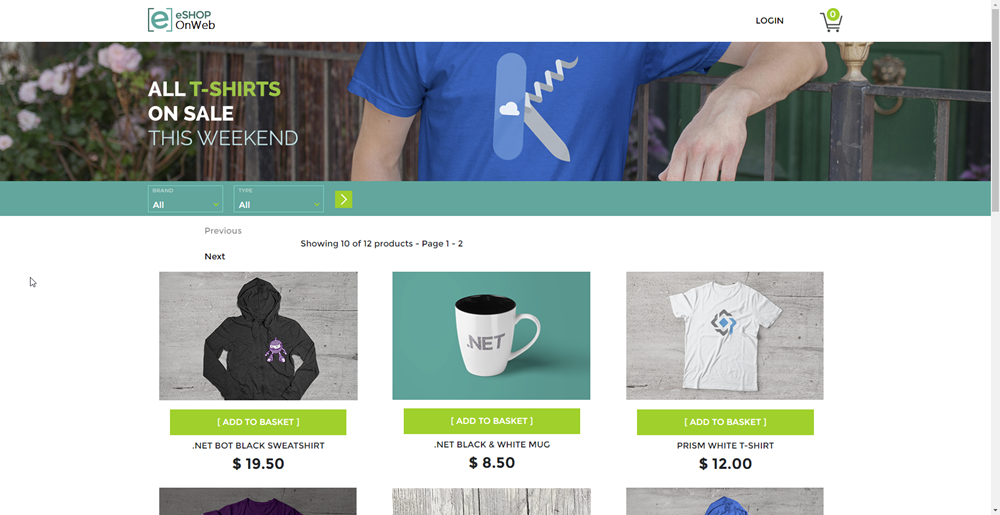 eSHOP
OnWeb
LOGIN
0
ALL T-SHIRTS
ON SALE
THIS WEEKEND
BRAND
All
TYPE
All
Previous
Showing 10 of 12 products - Page 1 - 2
Next
.NET
[ ADD TO BASKET ]
[ ADD TO BASKET ]
[ ADD TO BASKET ]
.NET BOT BLACK SWEATSHIRT
.NET BLACK & WHITE MUG
PRISM WHITE T-SHIRT
$ 19.50
$ 8.50
$ 12.00